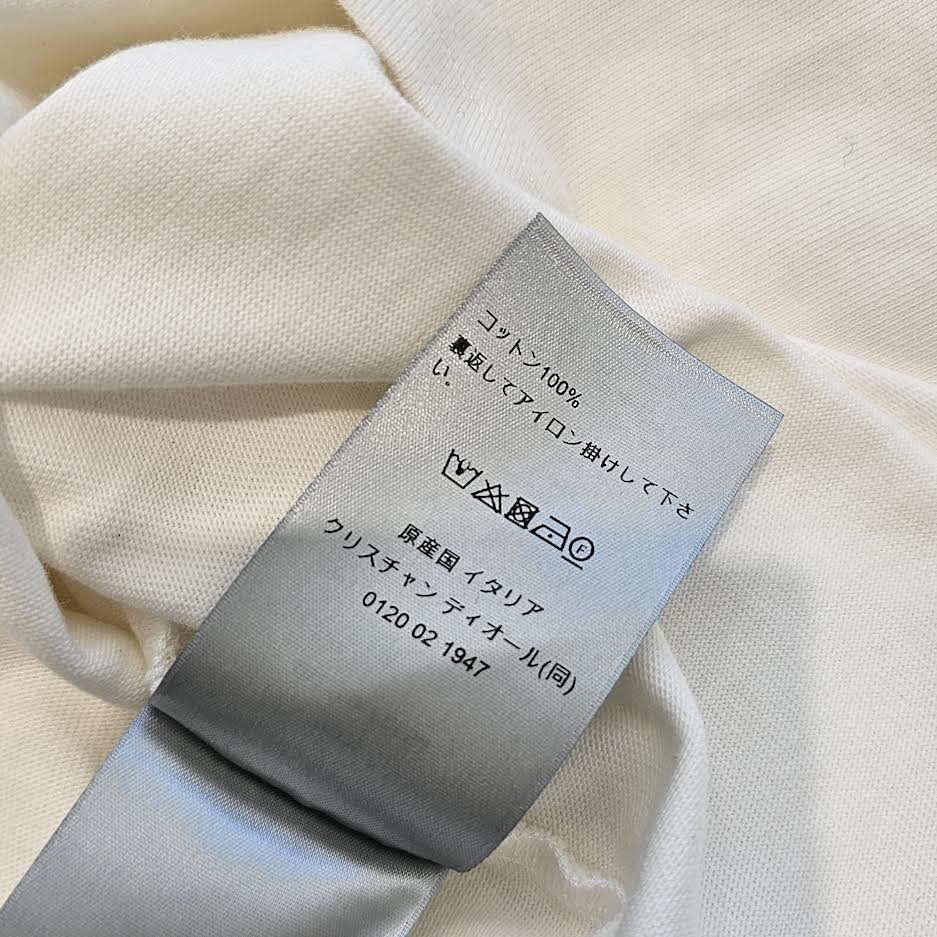 コットン100%
裏返してアイロン掛けして下さ
い。
F
原産国 イタリア
クリスチャン ディオール(同)
0120 02 1947